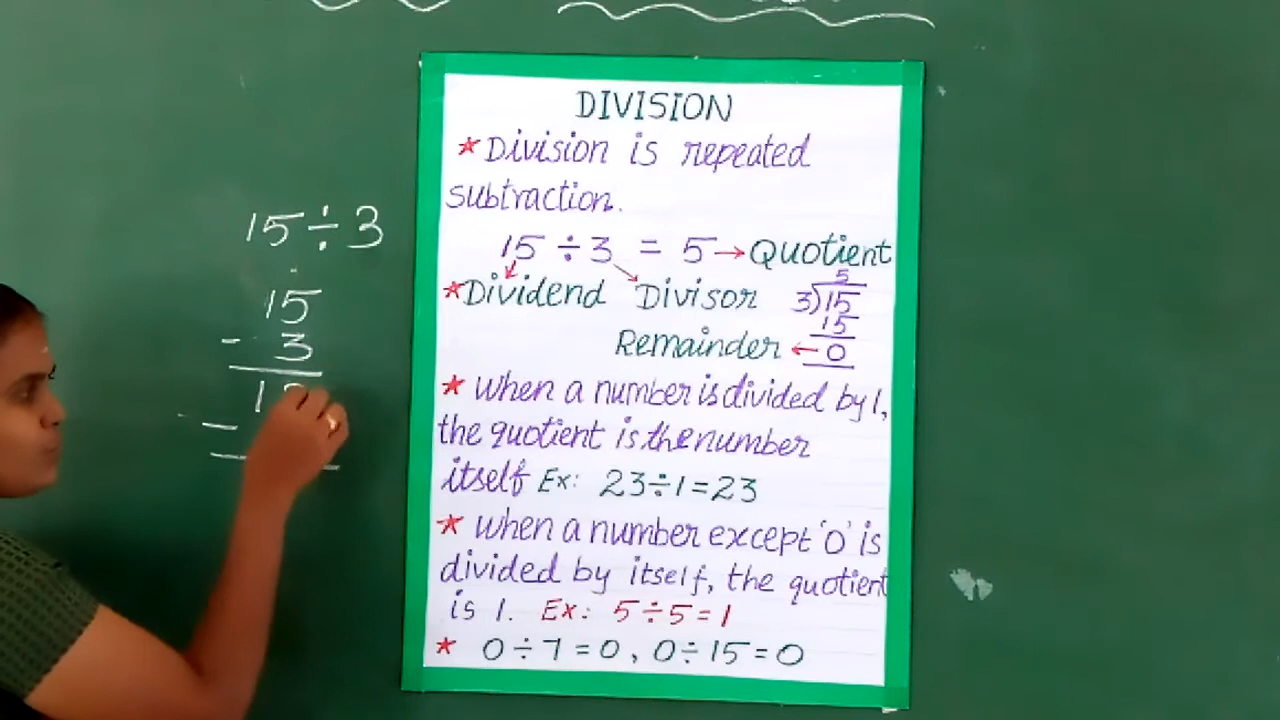 15÷3
15
- 3
1
-
DIVISION
* Division is repeated
subtraction.
15 ÷ 3 = 5 → Quotient
* Dividend Divisor
5
3)15
15
Remainder ← 0
* When a number is divided by 1,
the quotient is the number
itself Ex: 23÷1=23
* When a number except '0' is
divided by itself, the quotient
is 1. Ex: 5÷5=1
* 0÷7=0, 0÷15=0